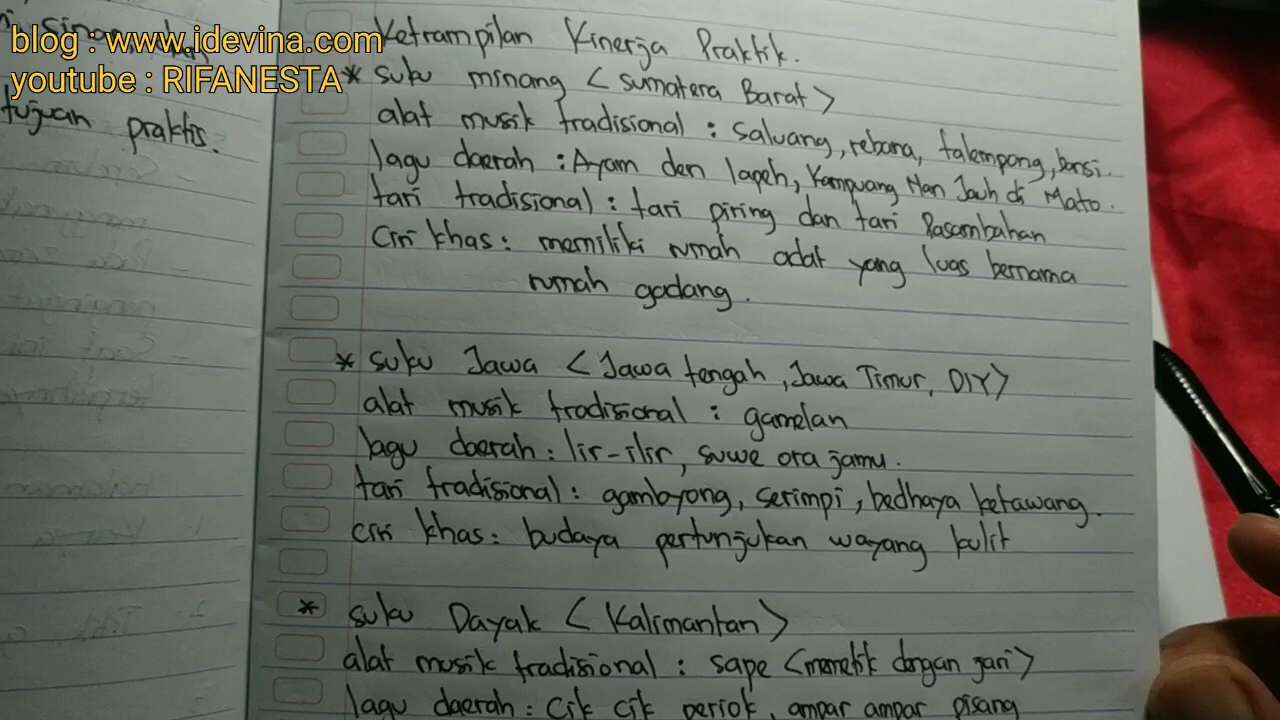 blog : www.idevina.com
youtube : RIFANESTA
tujuan praktis.
Ketrampilan Kinerja Praktik.
* suku minang < sumatera Barat >
alat musik tradisional : saluang, rebana, talempong, bansi.
lagu daerah : Ayam den lapeh, Kampuang Nan Jauh di Mato.
tari tradisional : tari piring dan tari Pasambahan
Ciri khas : memiliki rumah adat yang luas bernama
rumah gadang.
* suku Jawa < Jawa tengah, Jawa Timur, DIY >
alat musik tradisional : gamelan
lagu daerah : lir-ilir, suwe ora jamu.
tari tradisional : gambyong, serimpi, bedhaya ketawang.
ciri khas : budaya pertunjukan wayang kulit
* suku Dayak < Kalimantan >
alat musik tradisional : sape < memetik dengan jari >
lagu daerah : Cik cik periok, ampar ampar pisang